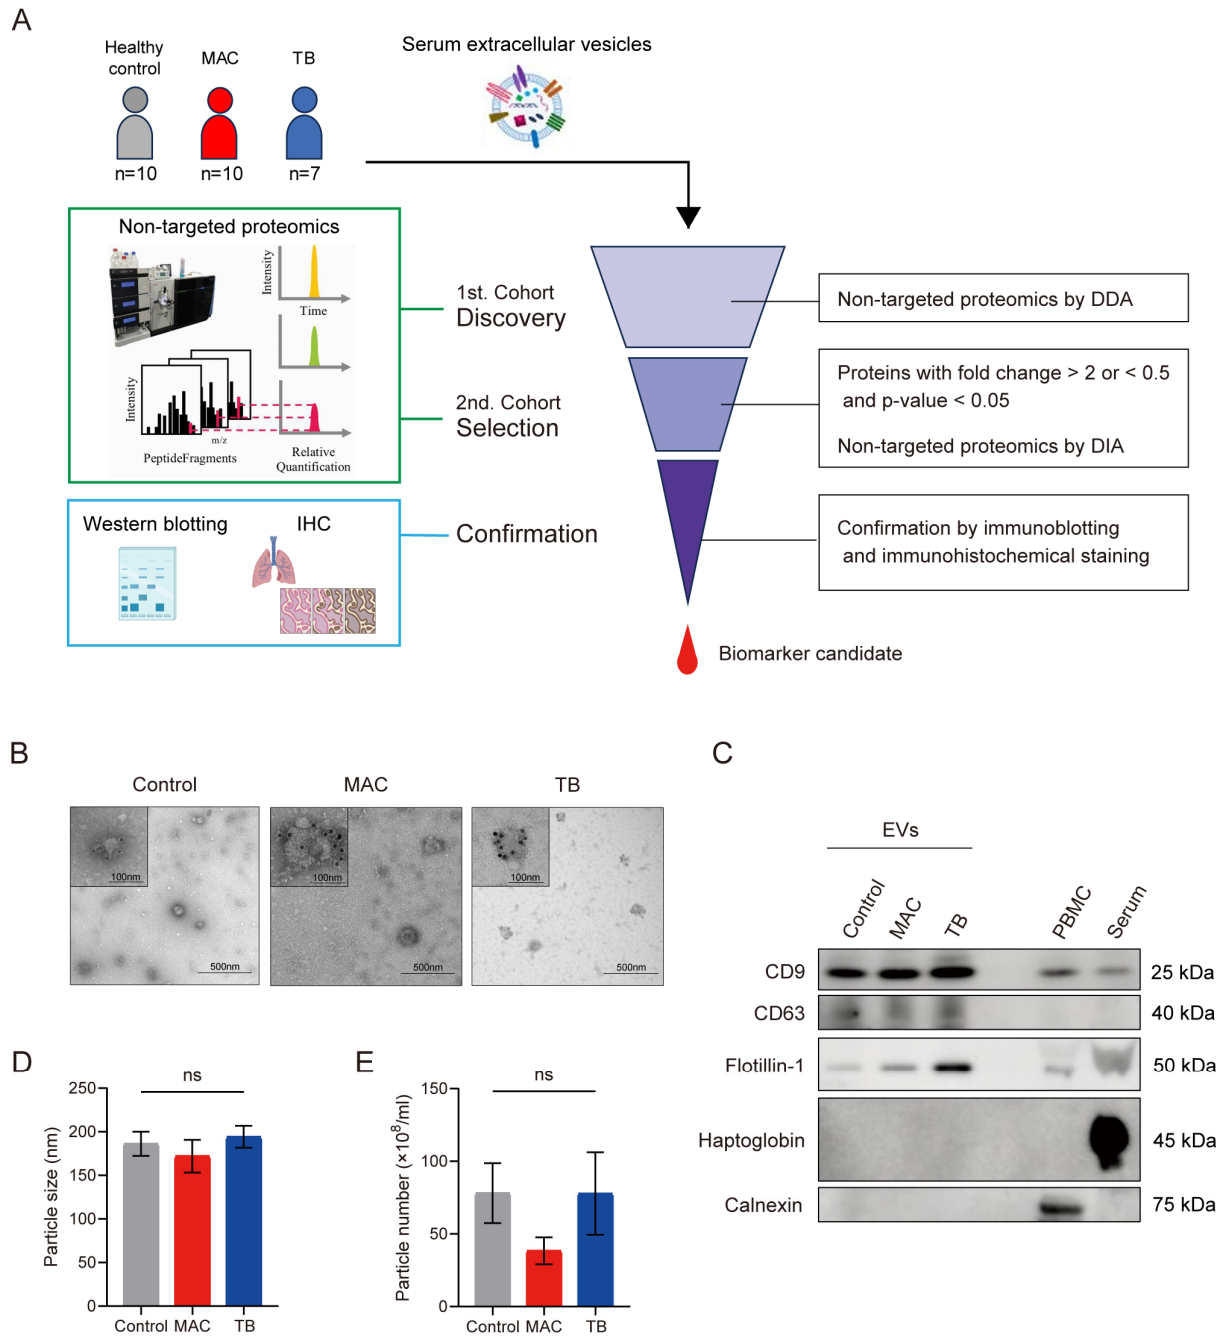 A
Healthy
control
MAC
TB
n=10
n=10
n=7
Serum extracellular vesicles
Non-targeted proteomics
Intensity
Time
Intensity
m/z
PeptideFragments
Relative
Quantification
1st. Cohort
Discovery
2nd. Cohort
Selection
Non-targeted proteomics by DDA
Proteins with fold change > 2 or < 0.5
and p-value < 0.05
Non-targeted proteomics by DIA
Western blotting
IHC
Confirmation
Confirmation by immunoblotting
and immunohistochemical staining
Biomarker candidate
B
Control
MAC
TB
100nm
500nm
100nm
500nm
100nm
500nm
C
EVs
Control
MAC
TB
PBMC
Serum
CD9
25 kDa
CD63
40 kDa
Flotillin-1
50 kDa
Haptoglobin
45 kDa
Calnexin
75 kDa
D
Particle size (nm)
250
200
150
100
50
0
ns
Control
MAC
TB
E
Particle number (×10⁸/ml)
150
100
50
0
ns
Control
MAC
TB